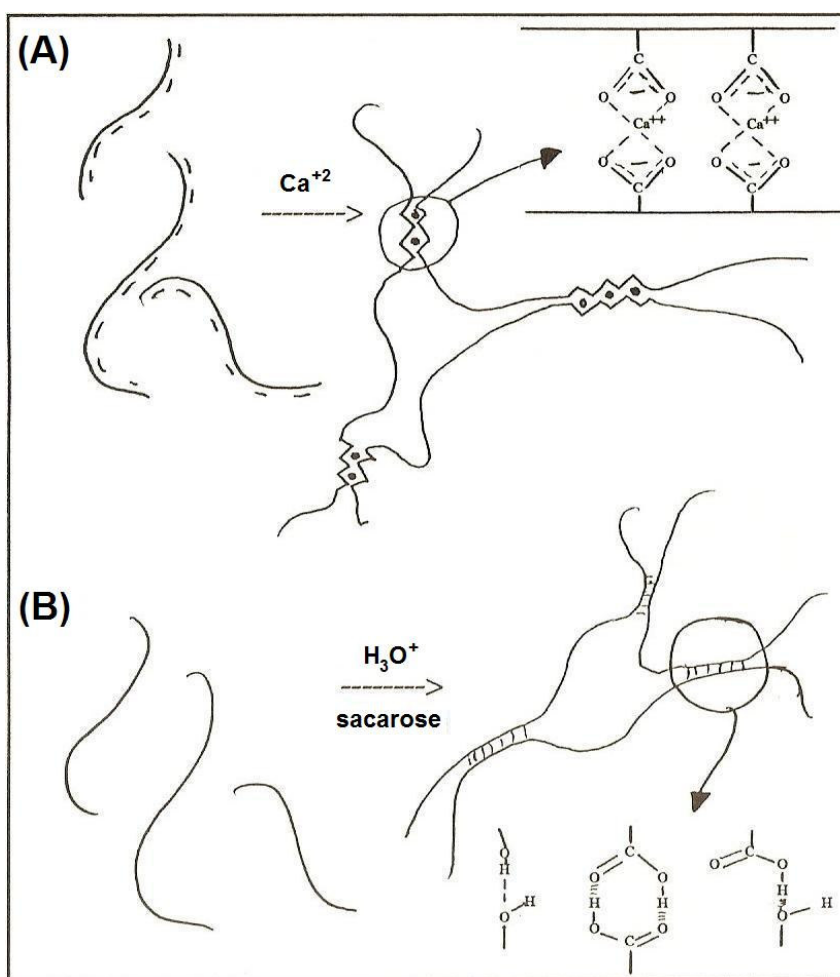 (A)
C C
O O O O
Ca⁺⁺ Ca⁺⁺
O O O O
C C
Ca⁺²
(B)
H₃O⁺
sacarose
O
H
O H
C
O O
H H
O O
C
O C O
H
O H